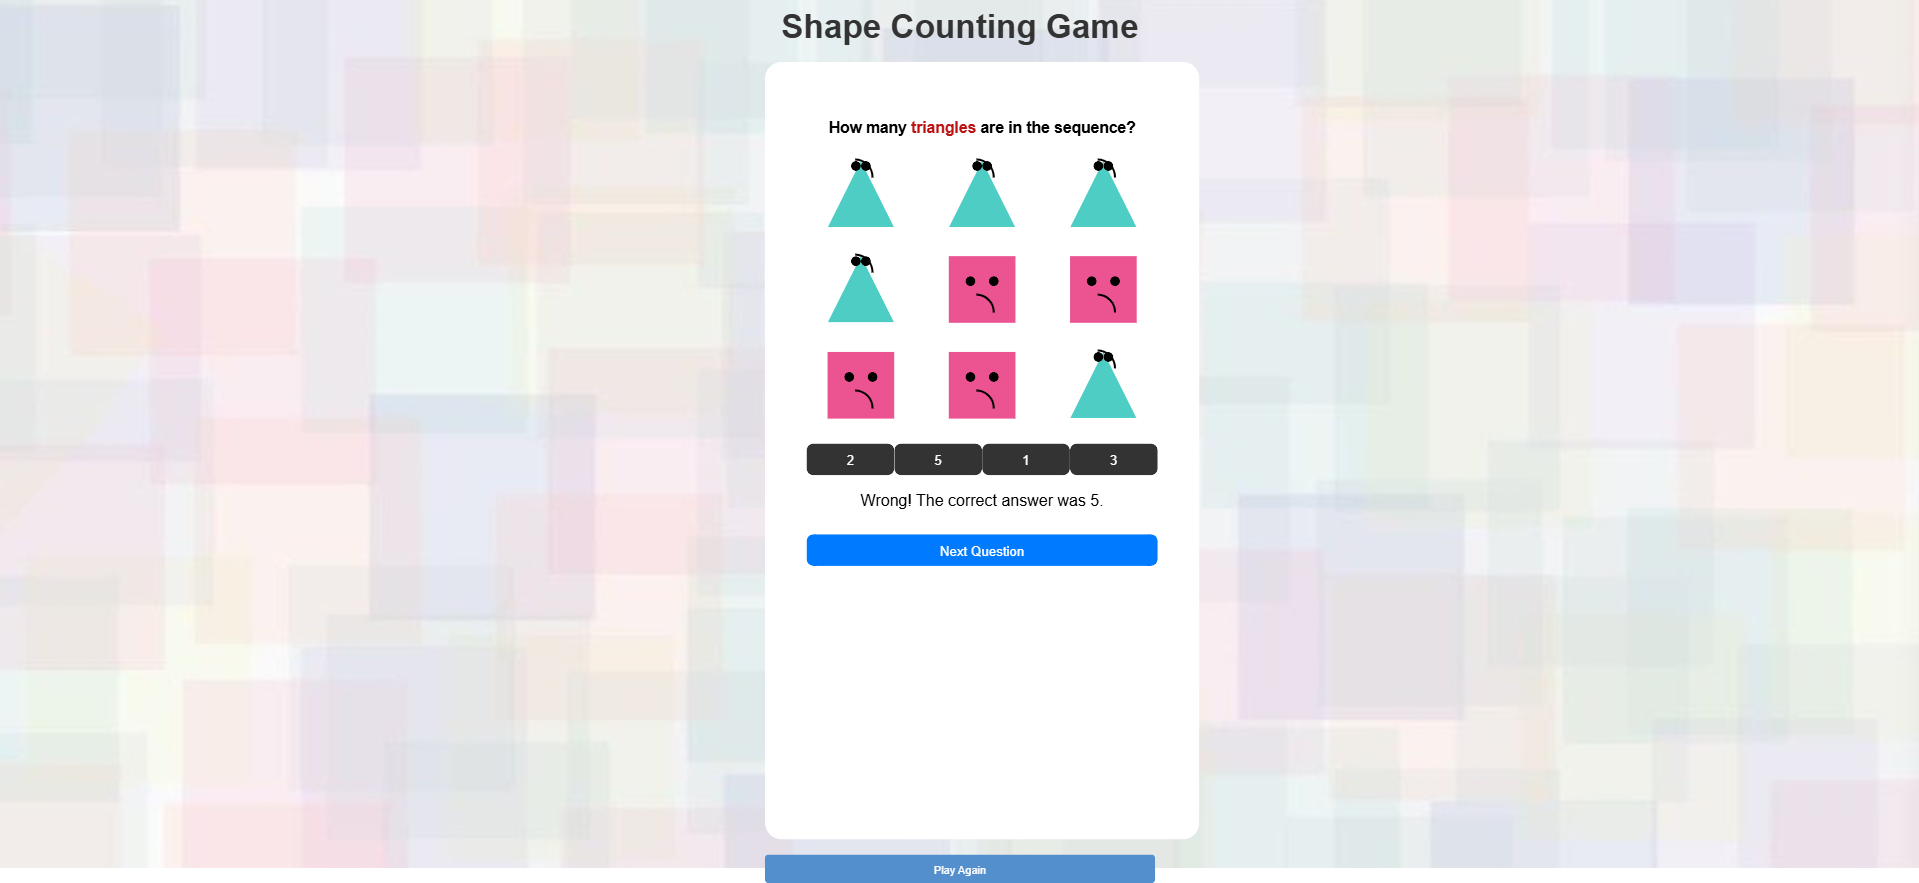 Shape Counting Game
How many triangles are in the sequence?
2 5 1 3
Wrong! The correct answer was 5.
Next Question
Play Again